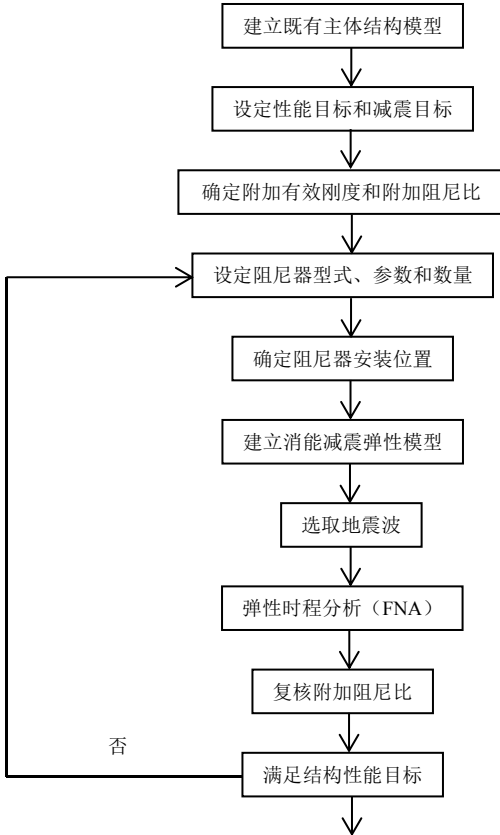 建立既有主体结构模型
设定性能目标和减震目标
确定附加有效刚度和附加阻尼比
设定阻尼器型式、参数和数量
确定阻尼器安装位置
建立消能减震弹性模型
选取地震波
弹性时程分析（FNA）
复核附加阻尼比
否
满足结构性能目标